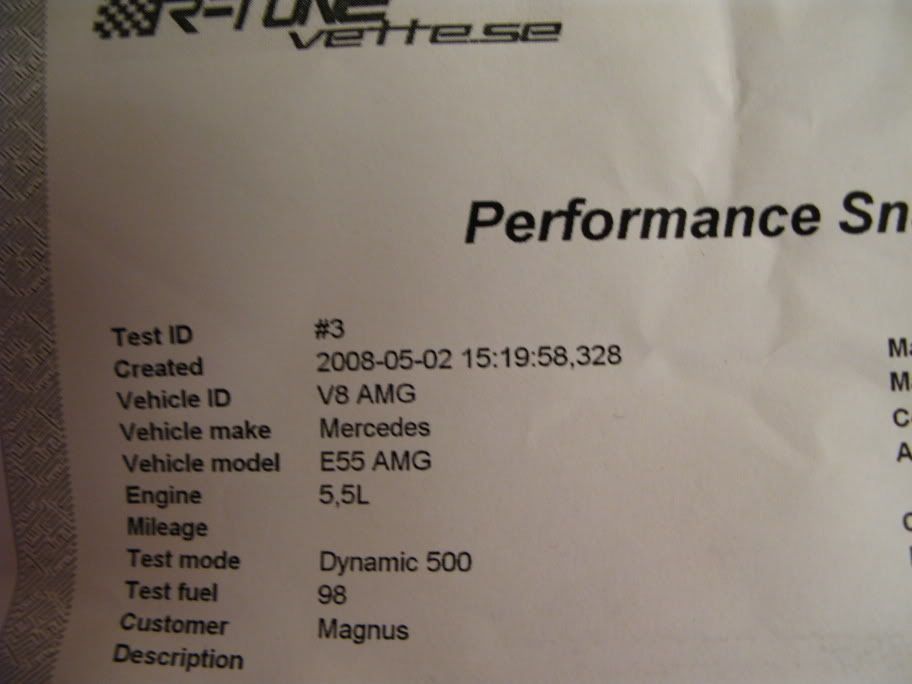 R-TUNE
vette.se
Performance Sn
Test ID #3
Created 2008-05-02 15:19:58,328
Vehicle ID V8 AMG
Vehicle make Mercedes
Vehicle model E55 AMG
Engine 5,5L
Mileage
Test mode Dynamic 500
Test fuel 98
Customer Magnus
Description
Ma
Ma
C
A